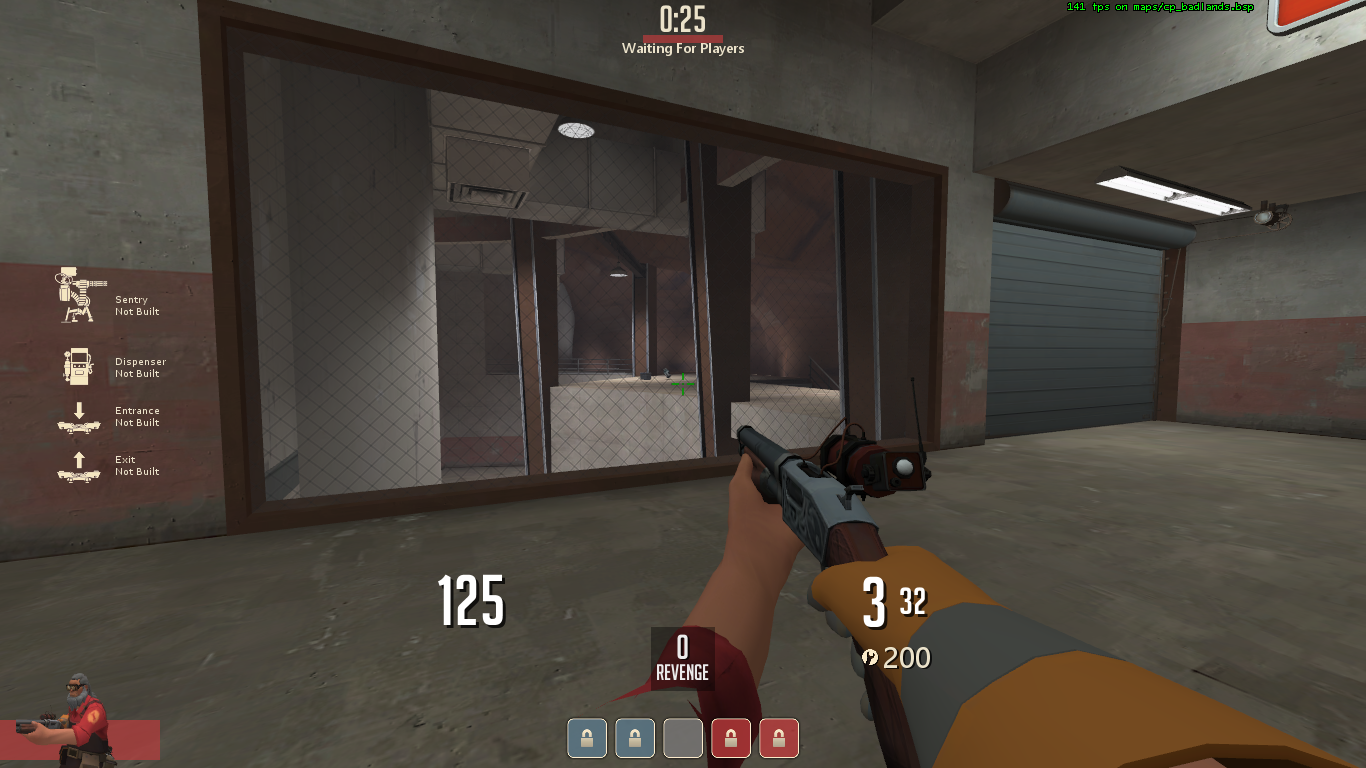 141 fps on maps/cp_badlands.bsp
0:25
Waiting For Players
Sentry
Not Built
Dispenser
Not Built
Entrance
Not Built
Exit
Not Built
125
3 32
200
0
REVENGE